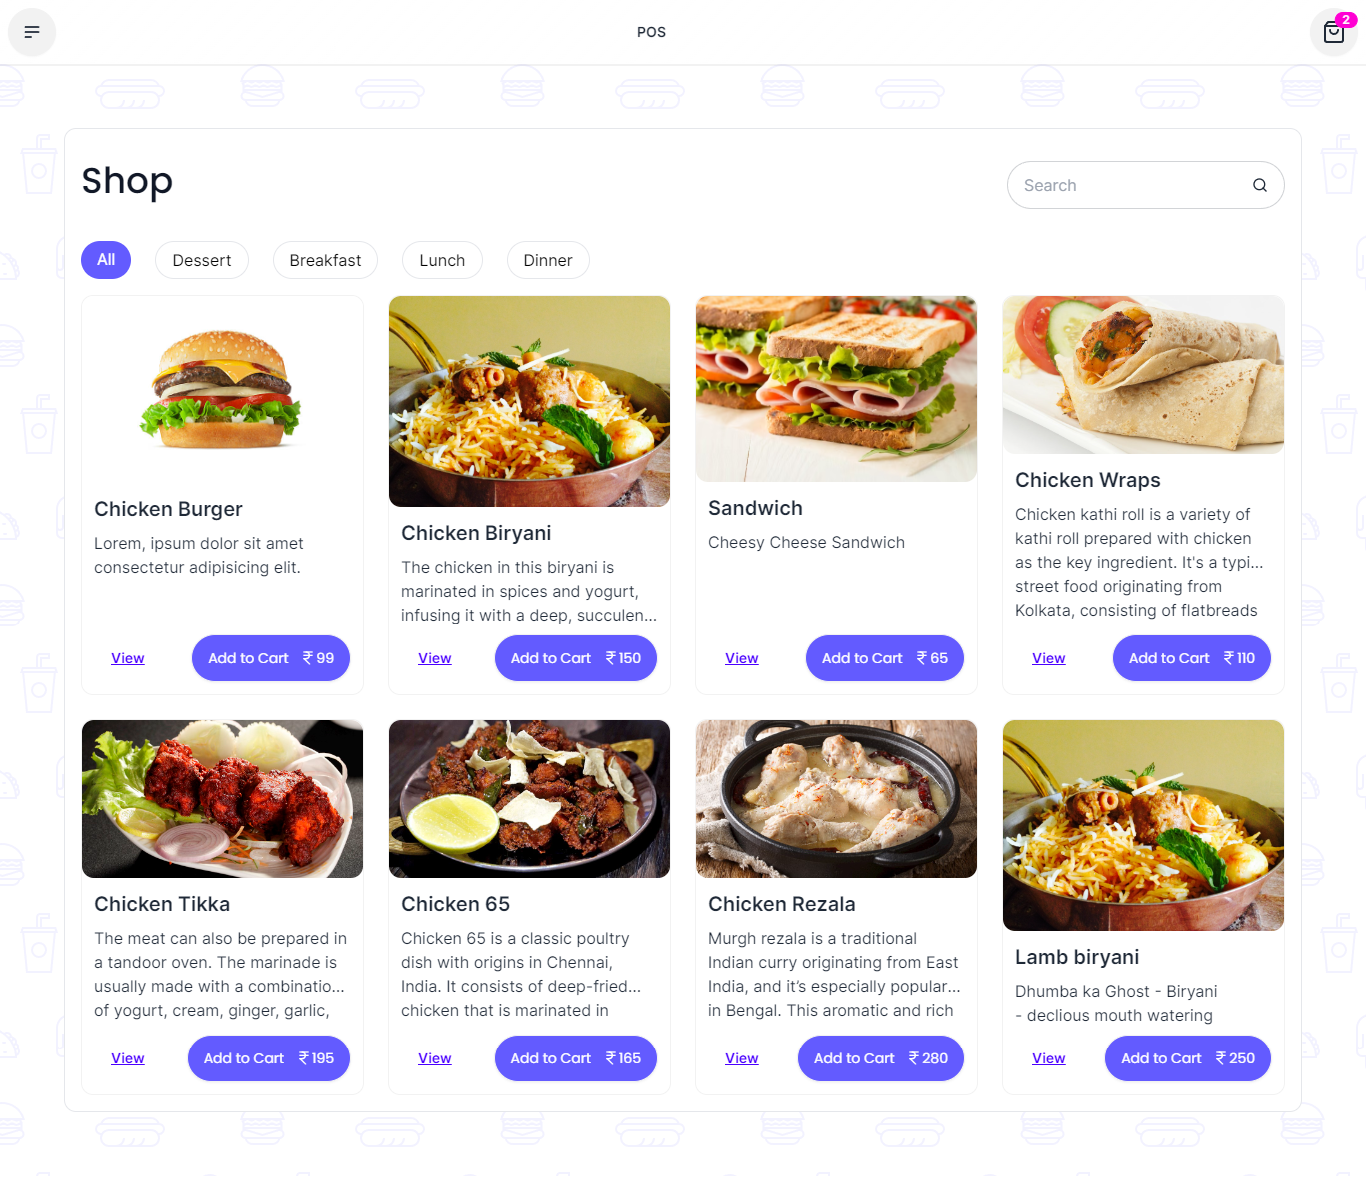 POS
2
Shop
Search
All
Dessert
Breakfast
Lunch
Dinner
Chicken Burger
Lorem, ipsum dolor sit amet
consectetur adipisicing elit.
View
Add to Cart ₹ 99
Chicken Biryani
The chicken in this biryani is
marinated in spices and yogurt,
infusing it with a deep, succulen...
View
Add to Cart ₹ 150
Sandwich
Cheesy Cheese Sandwich
View
Add to Cart ₹ 65
Chicken Wraps
Chicken kathi roll is a variety of
kathi roll prepared with chicken
as the key ingredient. It's a typi...
street food originating from
Kolkata, consisting of flatbreads
View
Add to Cart ₹ 110
Chicken Tikka
The meat can also be prepared in
a tandoor oven. The marinade is
usually made with a combinatio...
of yogurt, cream, ginger, garlic,
View
Add to Cart ₹ 195
Chicken 65
Chicken 65 is a classic poultry
dish with origins in Chennai,
India. It consists of deep-fried...
chicken that is marinated in
View
Add to Cart ₹ 165
Chicken Rezala
Murgh rezala is a traditional
Indian curry originating from East
India, and it’s especially popular...
in Bengal. This aromatic and rich
View
Add to Cart ₹ 280
Lamb biryani
Dhumba ka Ghost - Biryani
- declious mouth watering
View
Add to Cart ₹ 250